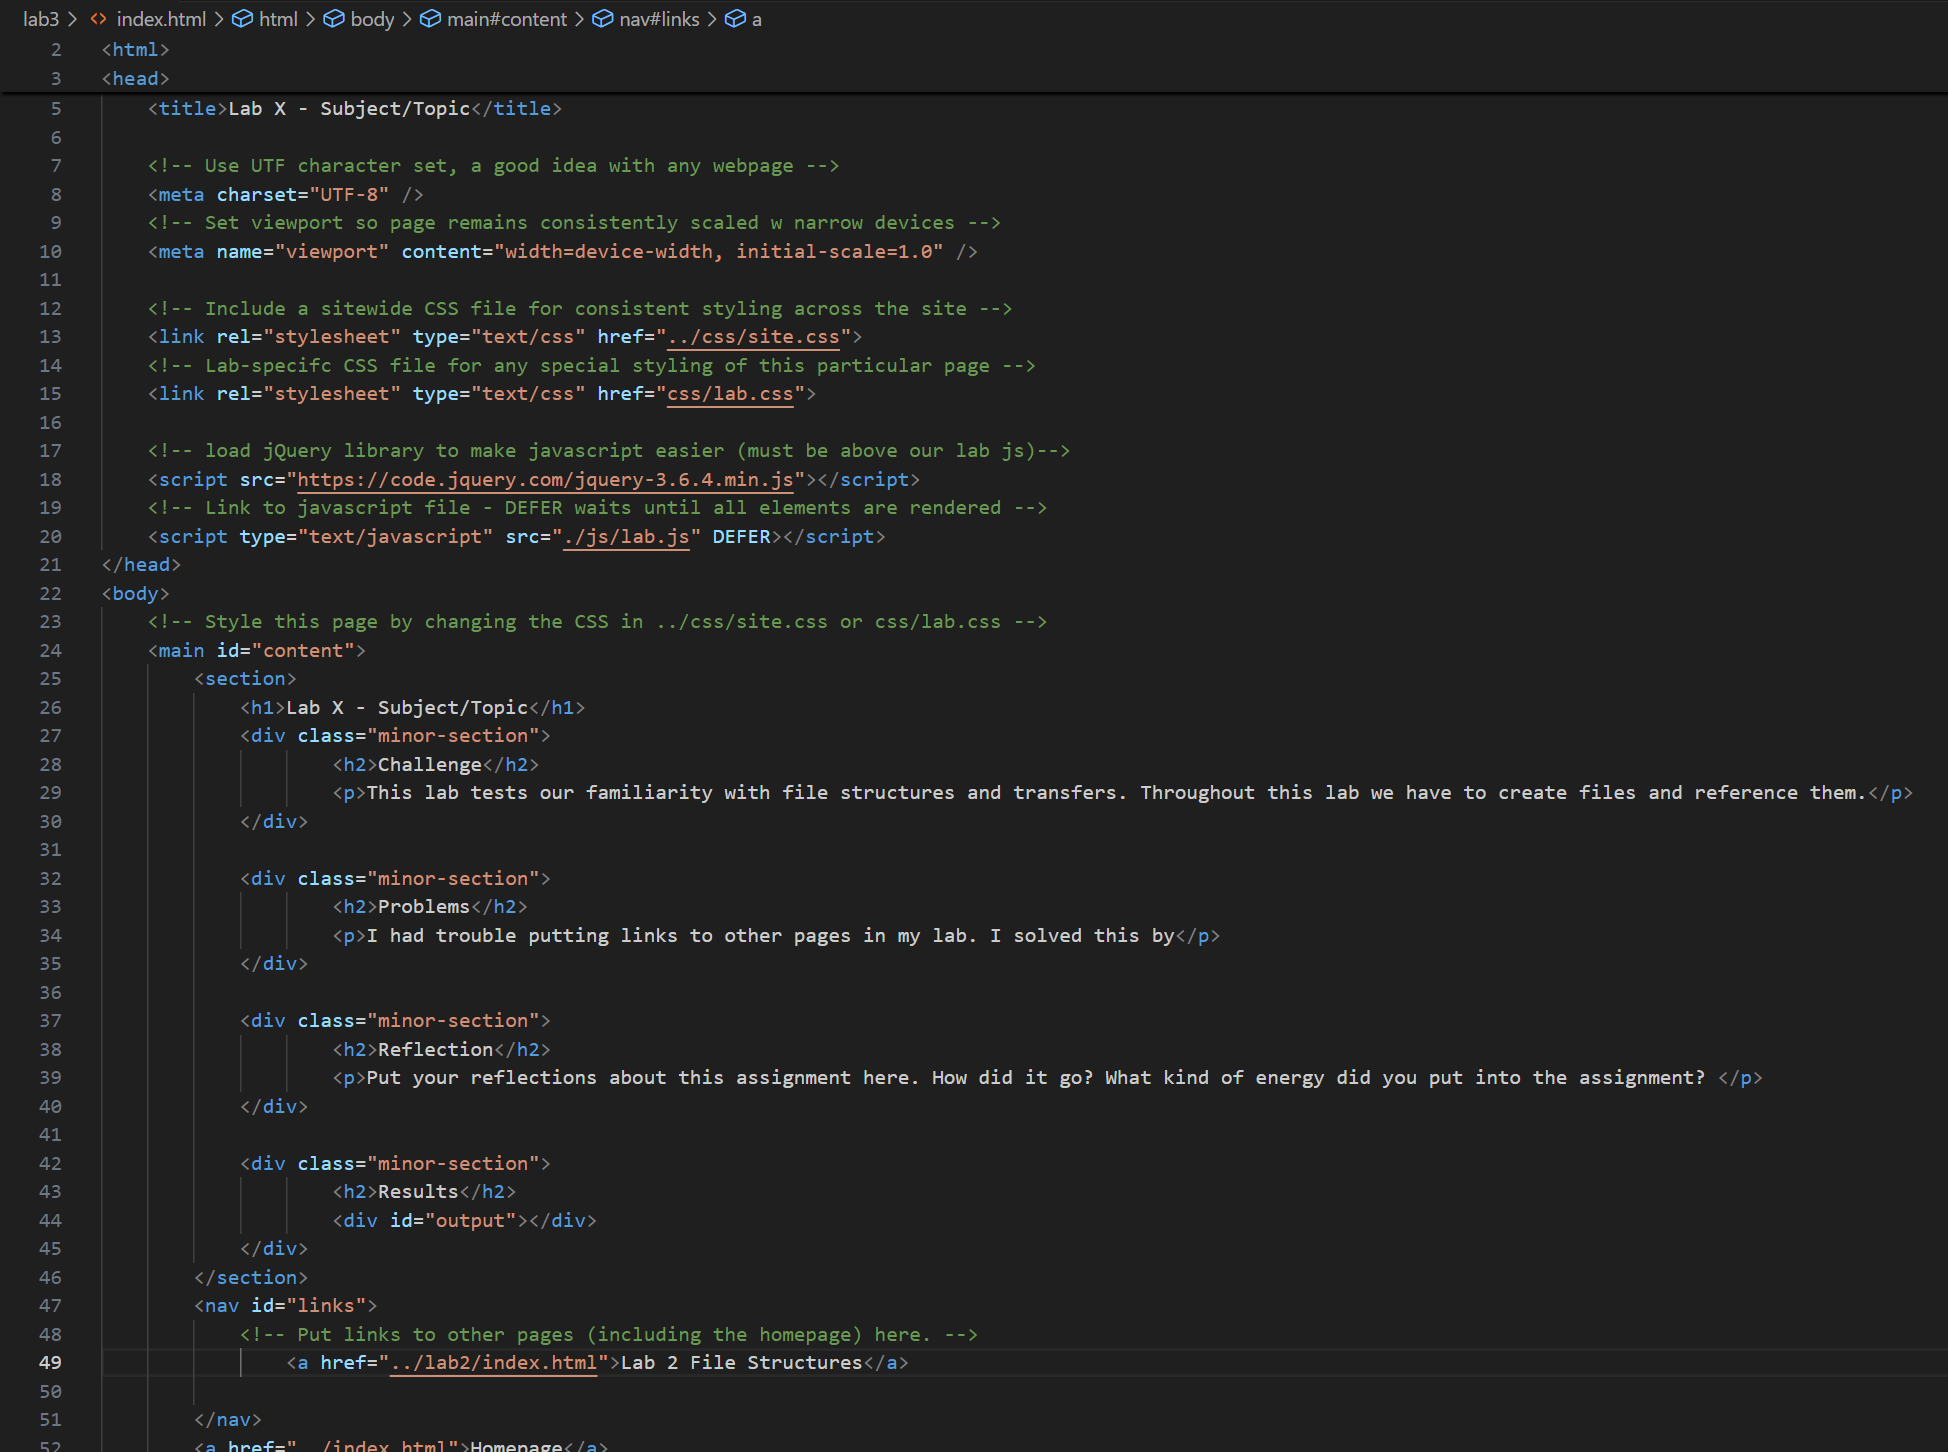 lab3 > <> index.html > html > body > main#content > nav#links > a
2 <html>
3 <head>
5 <title>Lab X - Subject/Topic</title>
6
7 <!-- Use UTF character set, a good idea with any webpage -->
8 <meta charset="UTF-8" />
9 <!-- Set viewport so page remains consistently scaled w narrow devices -->
10 <meta name="viewport" content="width=device-width, initial-scale=1.0" />
11
12 <!-- Include a sitewide CSS file for consistent styling across the site -->
13 <link rel="stylesheet" type="text/css" href="../css/site.css">
14 <!-- Lab-specifc CSS file for any special styling of this particular page -->
15 <link rel="stylesheet" type="text/css" href="css/lab.css">
16
17 <!-- load jQuery library to make javascript easier (must be above our lab js)-->
18 <script src="https://code.jquery.com/jquery-3.6.4.min.js"></script>
19 <!-- Link to javascript file - DEFER waits until all elements are rendered -->
20 <script type="text/javascript" src="./js/lab.js" DEFER></script>
21 </head>
22 <body>
23 <!-- Style this page by changing the CSS in ../css/site.css or css/lab.css -->
24 <main id="content">
25 <section>
26 <h1>Lab X - Subject/Topic</h1>
27 <div class="minor-section">
28 <h2>Challenge</h2>
29 <p>This lab tests our familiarity with file structures and transfers. Throughout this lab we have to create files and reference them.</p>
30 </div>
31
32 <div class="minor-section">
33 <h2>Problems</h2>
34 <p>I had trouble putting links to other pages in my lab. I solved this by</p>
35 </div>
36
37 <div class="minor-section">
38 <h2>Reflection</h2>
39 <p>Put your reflections about this assignment here. How did it go? What kind of energy did you put into the assignment? </p>
40 </div>
41
42 <div class="minor-section">
43 <h2>Results</h2>
44 <div id="output"></div>
45 </div>
46 </section>
47 <nav id="links">
48 <!-- Put links to other pages (including the homepage) here. -->
49 <a href="../lab2/index.html">Lab 2 File Structures</a>
50
51 </nav>
52 <a href="../index.html">Homepage</a>